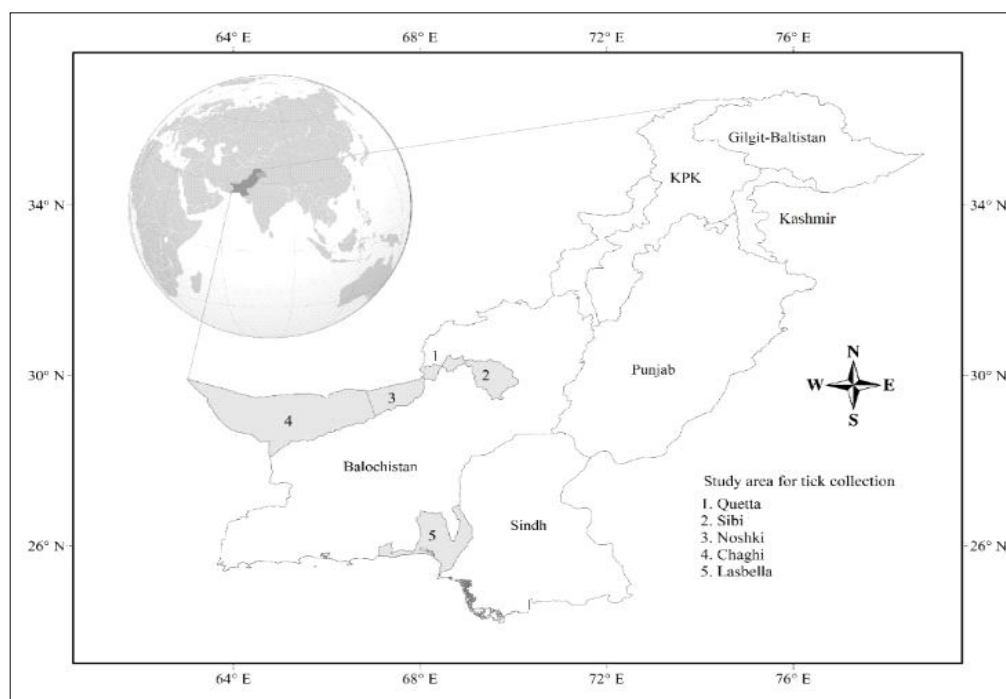 64° E 68° E 72° E 76° E
Gilgit-Baltistan
KPK
34° N 34° N
Kashmir
N
1
30° N 30° N
2
Punjab
W E
3
4
S
Balochistan
Study area for tick collection
1. Quetta
2. Sibi
3. Noshki
4. Chaghi
5. Lasbella
Sindh
5
26° N 26° N
64° E 68° E 72° E 76° E